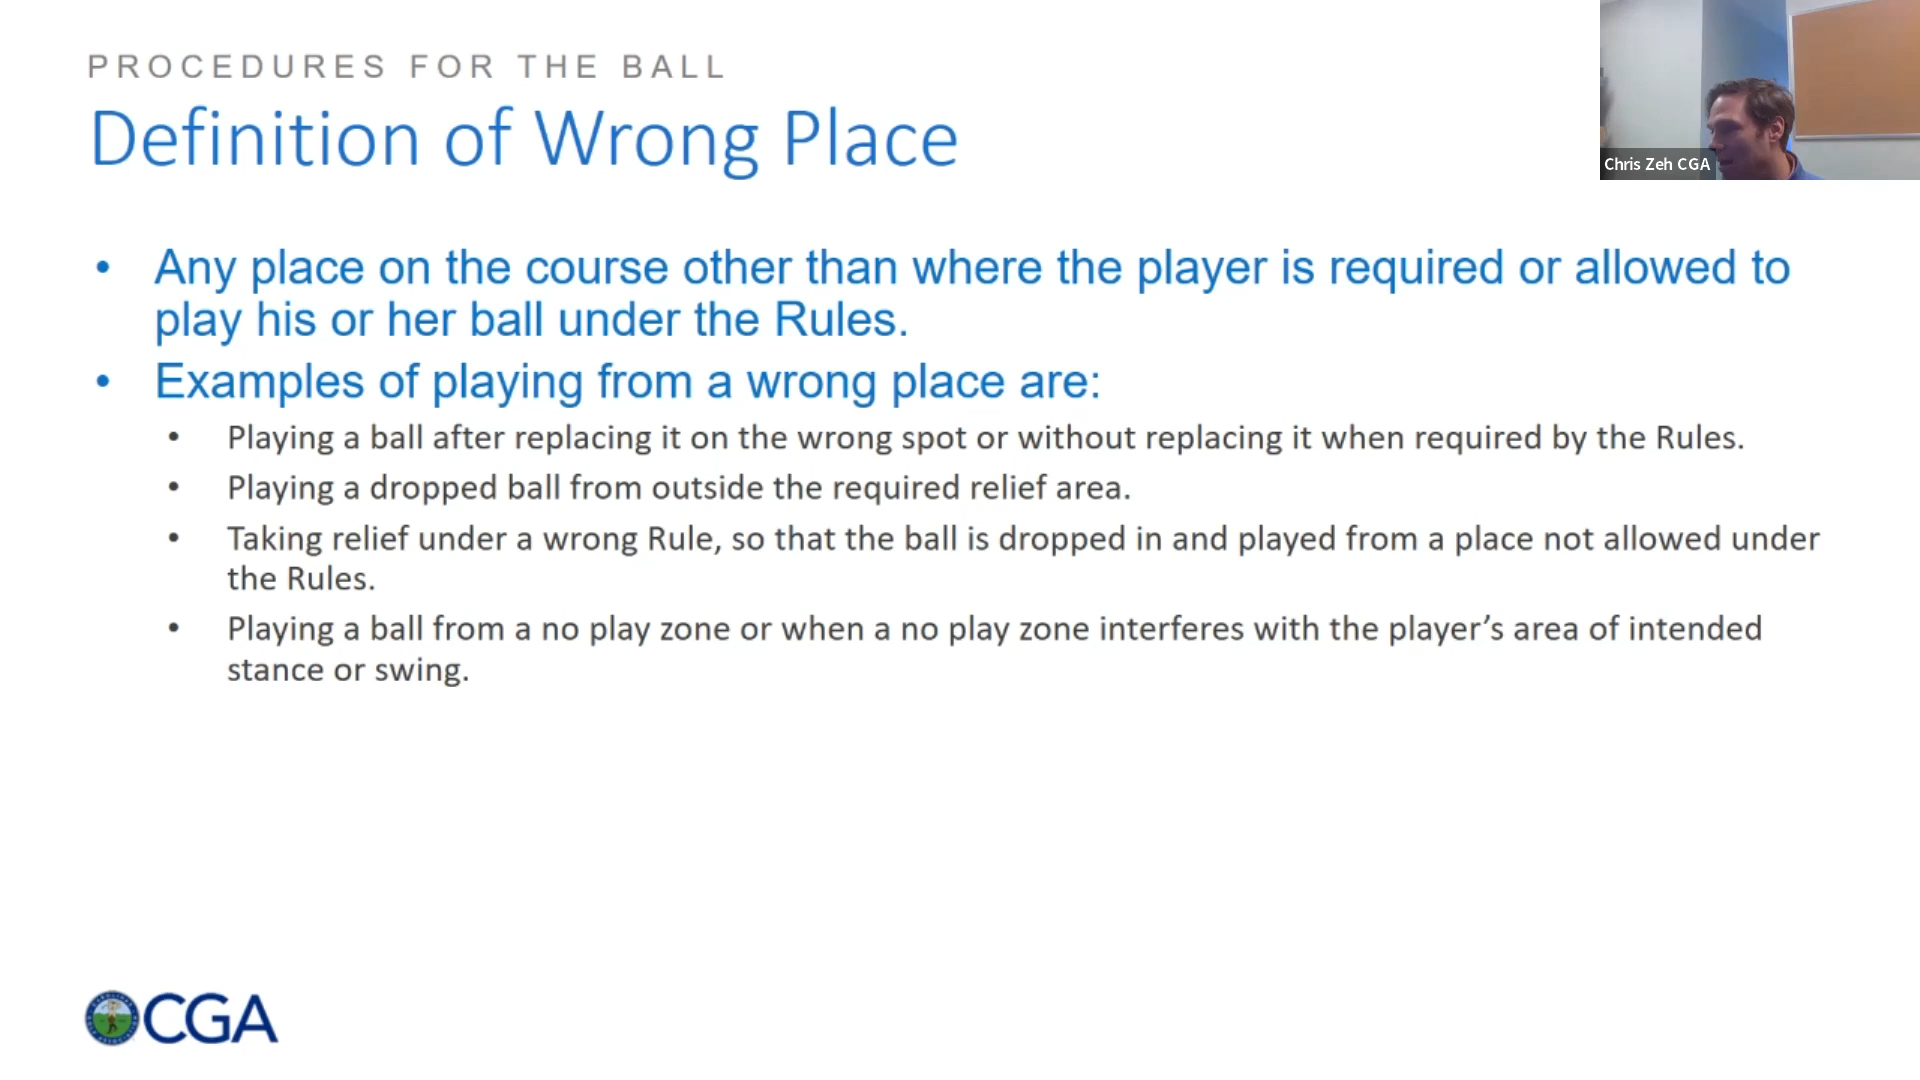 PROCEDURES FOR THE BALL
Definition of Wrong Place
Chris Zeh CGA
• Any place on the course other than where the player is required or allowed to
play his or her ball under the Rules.
• Examples of playing from a wrong place are:
• Playing a ball after replacing it on the wrong spot or without replacing it when required by the Rules.
• Playing a dropped ball from outside the required relief area.
• Taking relief under a wrong Rule, so that the ball is dropped in and played from a place not allowed under
the Rules.
• Playing a ball from a no play zone or when a no play zone interferes with the player’s area of intended
stance or swing.
CGA